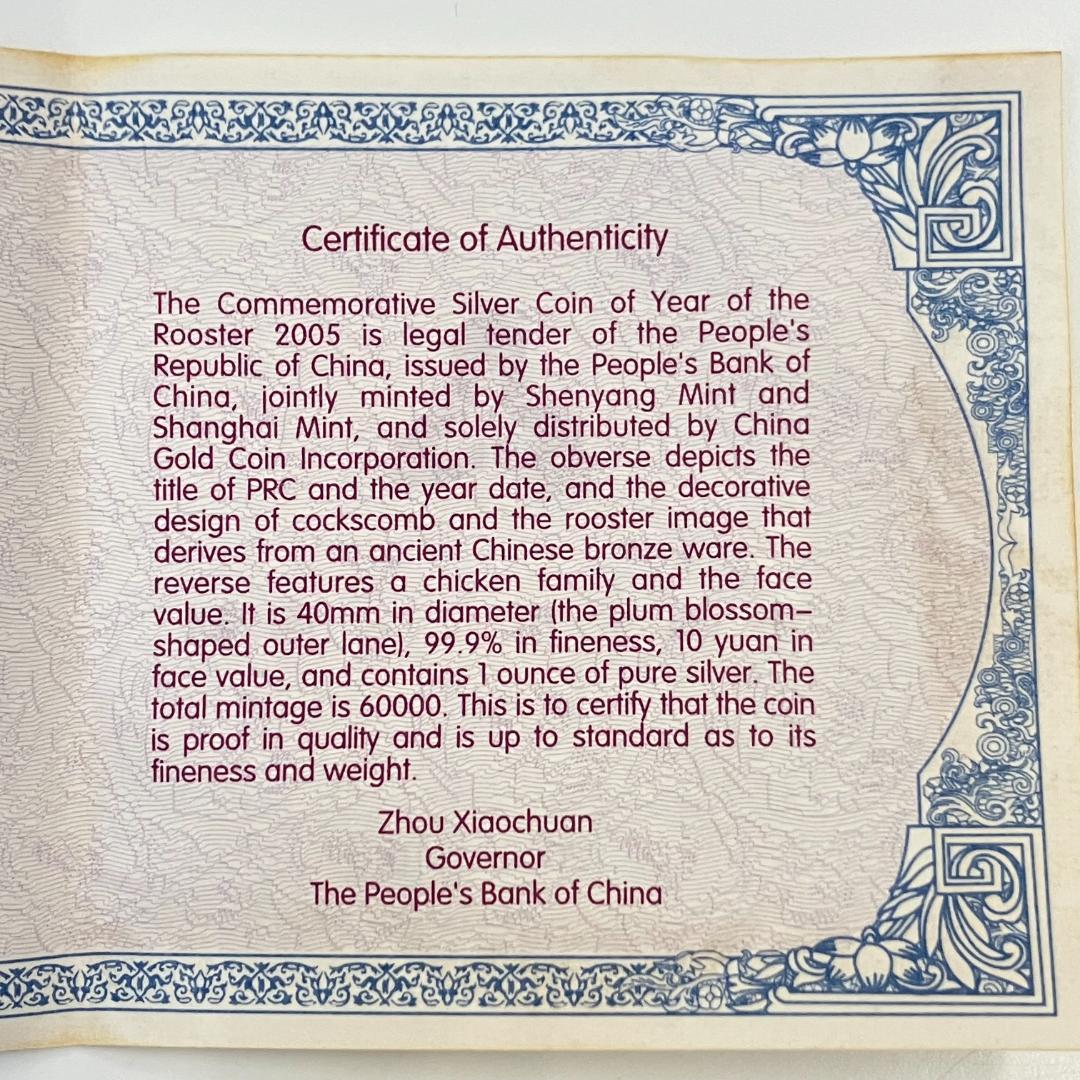 Certificate of Authenticity
The Commemorative Silver Coin of Year of the
Rooster 2005 is legal tender of the People's
Republic of China, issued by the People's Bank of
China, jointly minted by Shenyang Mint and
Shanghai Mint, and solely distributed by China
Gold Coin Incorporation. The obverse depicts the
title of PRC and the year date, and the decorative
design of cockscomb and the rooster image that
derives from an ancient Chinese bronze ware. The
reverse features a chicken family and the face
value. It is 40mm in diameter (the plum blossom-
shaped outer lane), 99.9% in fineness, 10 yuan in
face value, and contains 1 ounce of pure silver. The
total mintage is 60000. This is to certify that the coin
is proof in quality and is up to standard as to its
fineness and weight.
Zhou Xiaochuan
Governor
The People's Bank of China